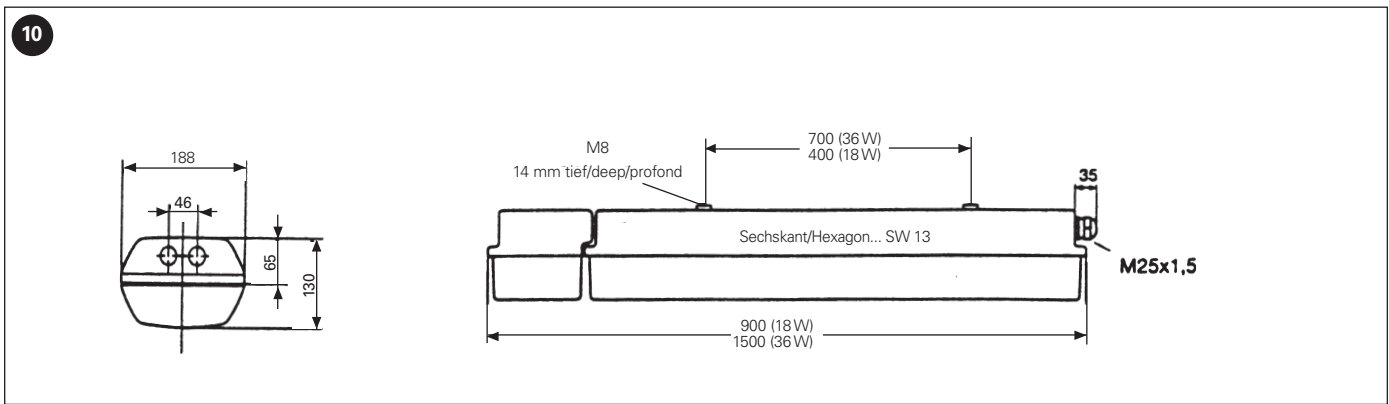 10
188
46
65
130
M8
14 mm tief/deep/profond
700 (36 W)
400 (18 W)
35
Sechskant/Hexagon... SW 13
M25x1,5
900 (18 W)
1500 (36 W)